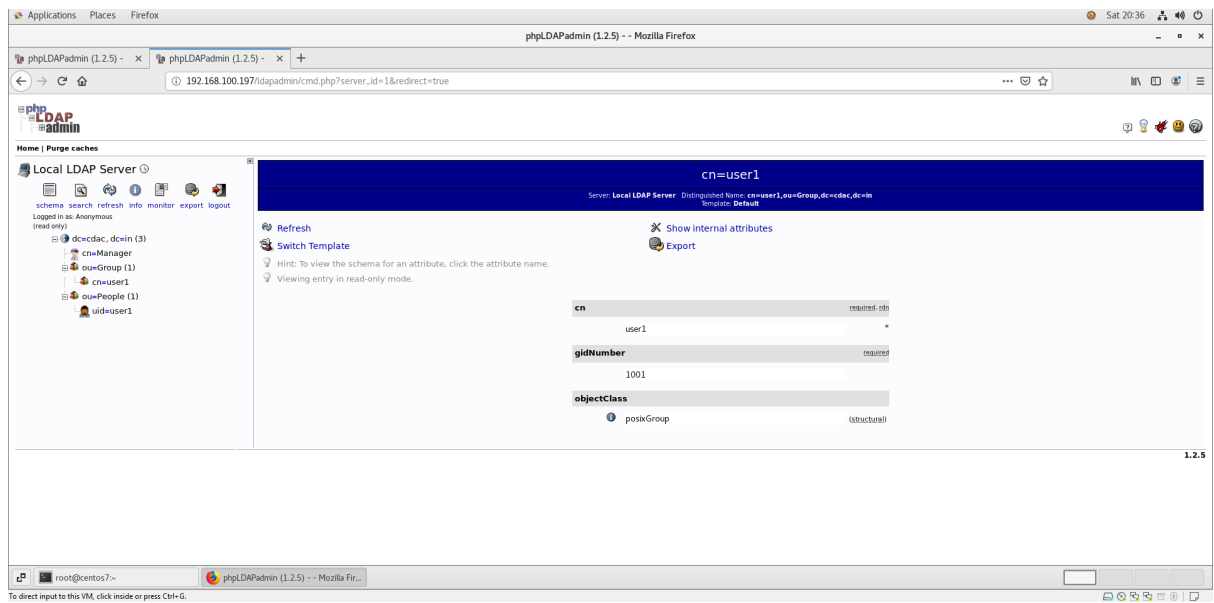 Applications Places Firefox Sat 20:36
phpLDAPadmin (1.2.5) - - Mozilla Firefox
phpLDAPadmin (1.2.5) - × phpLDAPadmin (1.2.5) - × +
192.168.100.197/ldapadmin/cmd.php?server_id=1&redirect=true
php
LDAP
admin
Home | Purge caches
Local LDAP Server
schema search refresh info monitor export logout
Logged in as: Anonymous
(read only)
dc=cdac, dc=in (3)
cn=Manager
ou=Group (1)
cn=user1
ou=People (1)
uid=user1
cn=user1
Server: Local LDAP Server Distinguished Name: cn=user1,ou=Group,dc=cdac,dc=in
Template: Default
Refresh Show internal attributes
Switch Template Export
Hint: To view the schema for an attribute, click the attribute name.
Viewing entry in read-only mode.
cn required, rdn
user1 *
gidNumber required
1001
objectClass
posixGroup (structural)
1.2.5
root@centos7:~ phpLDAPadmin (1.2.5) - - Mozilla Fir...
To direct input to this VM, click inside or press Ctrl+G.